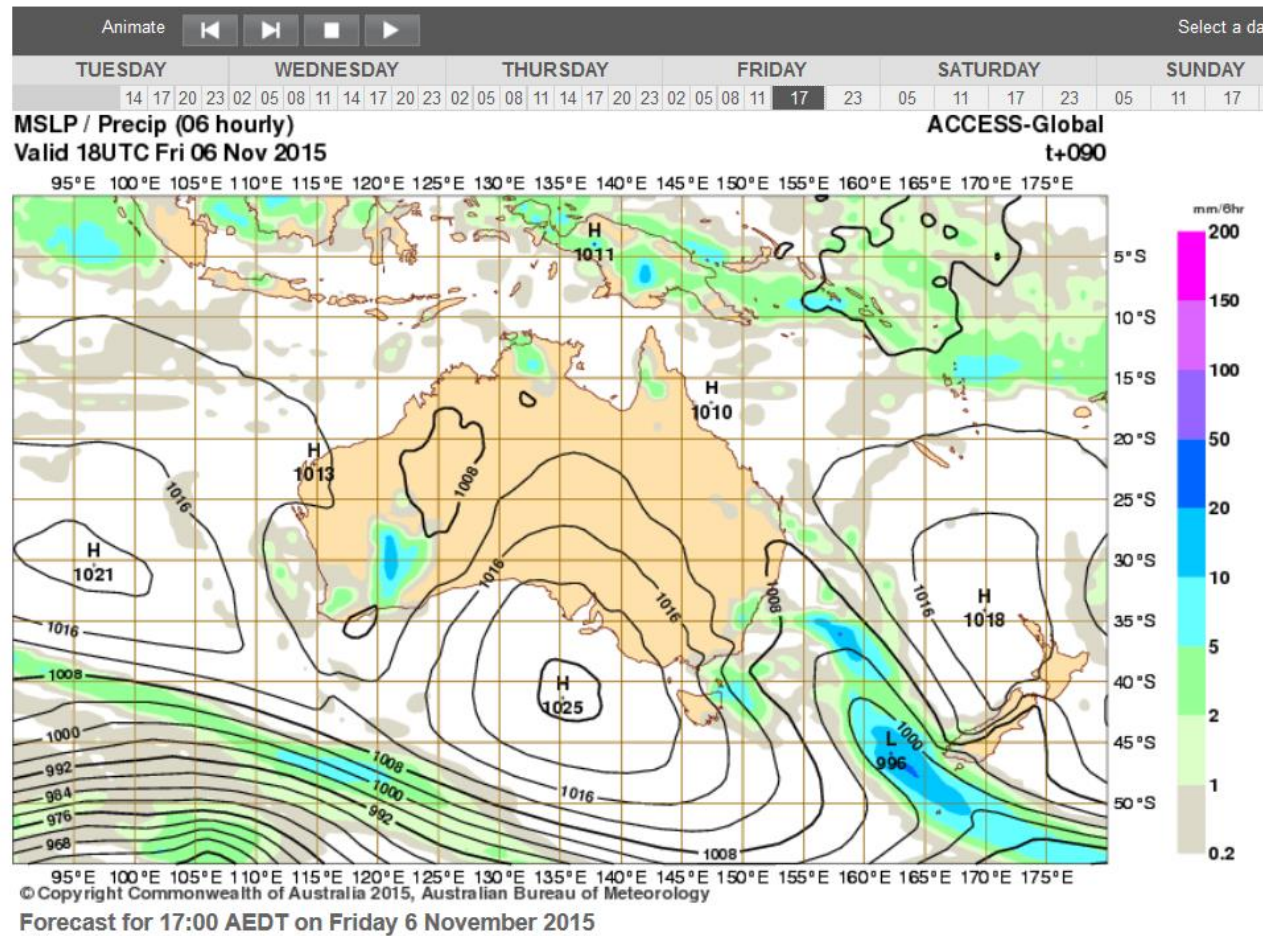 Animate Select a da
TUESDAY WEDNESDAY THURSDAY FRIDAY SATURDAY SUNDAY
14 17 20 23 02 05 08 11 14 17 20 23 02 05 08 11 14 17 20 23 02 05 08 11 17 23 05 11 17 23 05 11 17
MSLP / Precip (06 hourly) ACCESS-Global
Valid 18UTC Fri 06 Nov 2015 t+090
95°E 100°E 105°E 110°E 115°E 120°E 125°E 130°E 135°E 140°E 145°E 150°E 155°E 160°E 165°E 170°E 175°E
mm/6hr
200
H
1011
5°S
150
10°S
100
15°S
H
1010
50
20°S
H
1013
1008
1016
25°S
20
H
1021
30°S
10
1016
1016
1008
1016
H
1018
35°S
1016
5
1008
H
1025
40°S
2
1000
1000
L
996
45°S
1008
992
1
984
1000
1016
50°S
976
992
968
1008
0.2
95°E 100°E 105°E 110°E 115°E 120°E 125°E 130°E 135°E 140°E 145°E 150°E 155°E 160°E 165°E 170°E 175°E
© Copyright Commonwealth of Australia 2015, Australian Bureau of Meteorology
Forecast for 17:00 AEDT on Friday 6 November 2015